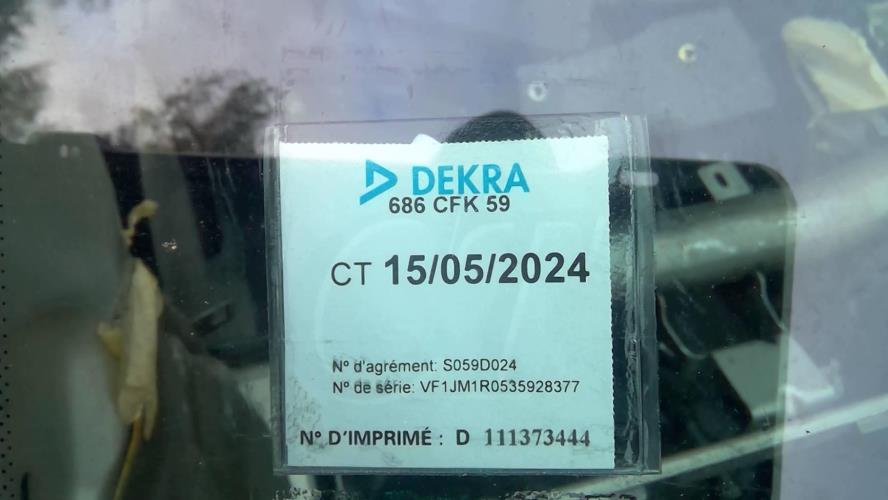 DEKRA
686 CFK 59
CT 15/05/2024
N° d'agrément: S059D024
N° de série: VF1JM1R0535928377
N° D'IMPRIMÉ : D 111373444